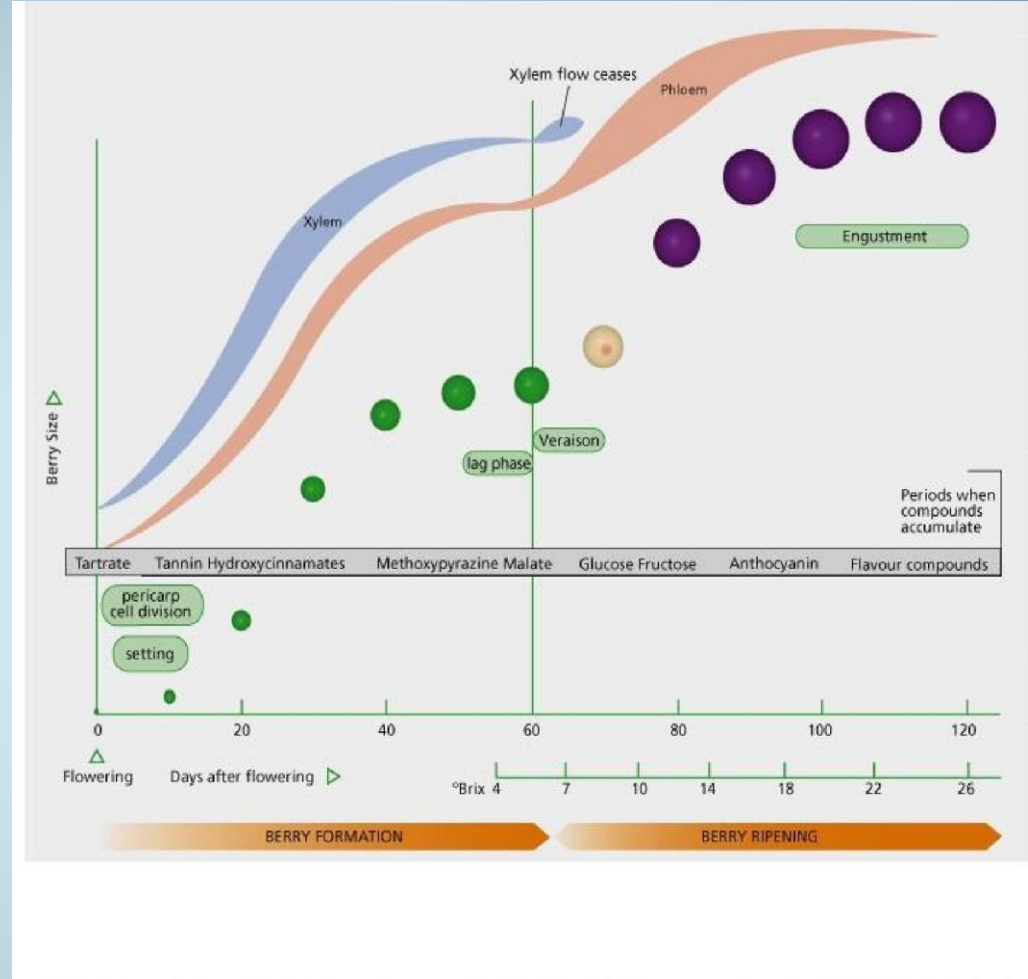 Xylem flow ceases
Phloem
Xylem
Engustment
Berry Size
Veraison
lag phase
Periods when
compounds
accumulate
Tartrate Tannin Hydroxycinnamates Methoxypyrazine Malate Glucose Fructose Anthocyanin Flavour compounds
pericarp
cell division
setting
0 20 40 60 80 100 120
Flowering Days after flowering
°Brix 4 7 10 14 18 22 26
BERRY FORMATION BERRY RIPENING